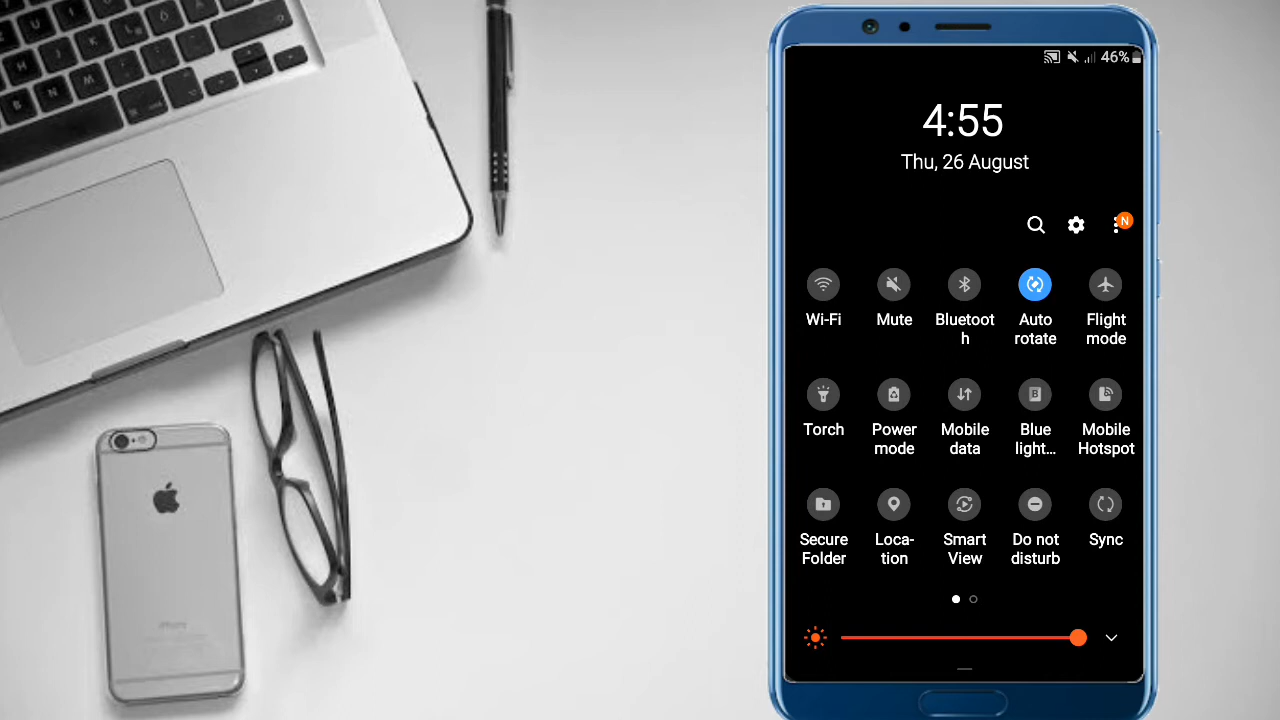 46%
4:55
Thu, 26 August
N
Wi-Fi
Mute
Bluetoot
h
Auto
rotate
Flight
mode
Torch
Power
mode
Mobile
data
Blue
light...
Mobile
Hotspot
Secure
Folder
Loca-
tion
Smart
View
Do not
disturb
Sync
iPhone